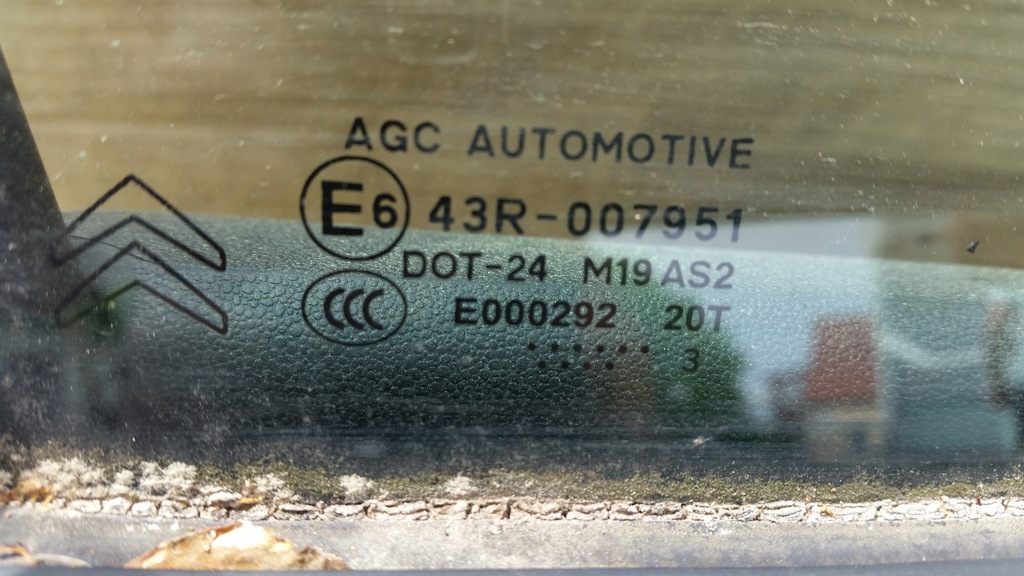 AGC AUTOMOTIVE
E6 43R-007951
DOT-24 M19 AS2
CCC E000292 20T
3